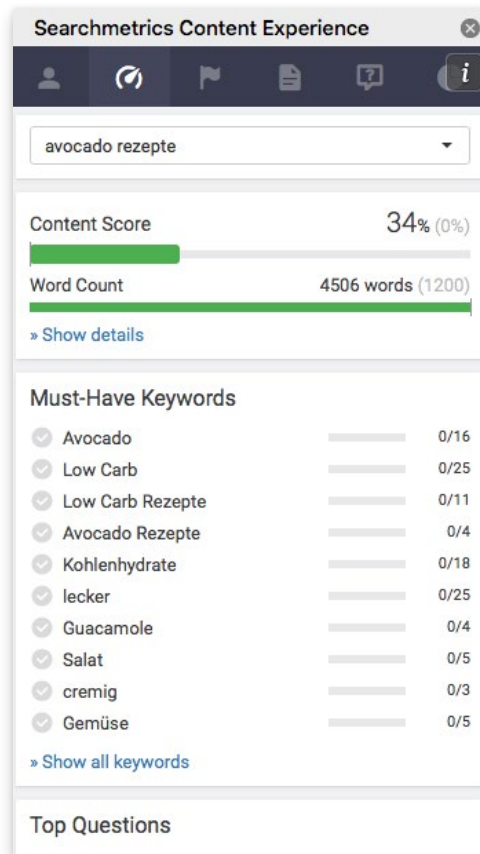 Searchmetrics Content Experience
i
avocado rezepte
Content Score 34% (0%)
Word Count 4506 words (1200)
» Show details
Must-Have Keywords
Avocado 0/16
Low Carb 0/25
Low Carb Rezepte 0/11
Avocado Rezepte 0/4
Kohlenhydrate 0/18
lecker 0/25
Guacamole 0/4
Salat 0/5
cremig 0/3
Gemüse 0/5
» Show all keywords
Top Questions